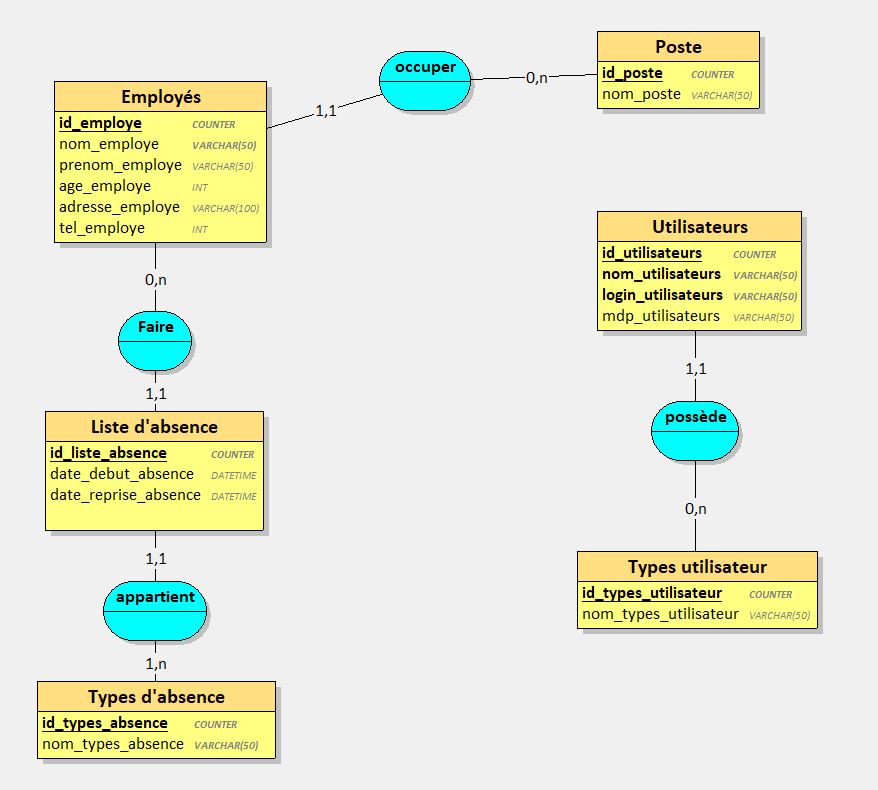 Employés
id_employe COUNTER
nom_employe VARCHAR(50)
prenom_employe VARCHAR(50)
age_employe INT
adresse_employe VARCHAR(100)
tel_employe INT
1,1
occuper
0,n
Poste
id_poste COUNTER
nom_poste VARCHAR(50)
0,n
Faire
1,1
Liste d'absence
id_liste_absence COUNTER
date_debut_absence DATETIME
date_reprise_absence DATETIME
1,1
appartient
1,n
Types d'absence
id_types_absence COUNTER
nom_types_absence VARCHAR(50)
Utilisateurs
id_utilisateurs COUNTER
nom_utilisateurs VARCHAR(50)
login_utilisateurs VARCHAR(50)
mdp_utilisateurs VARCHAR(50)
1,1
possède
0,n
Types utilisateur
id_types_utilisateur COUNTER
nom_types_utilisateur VARCHAR(50)